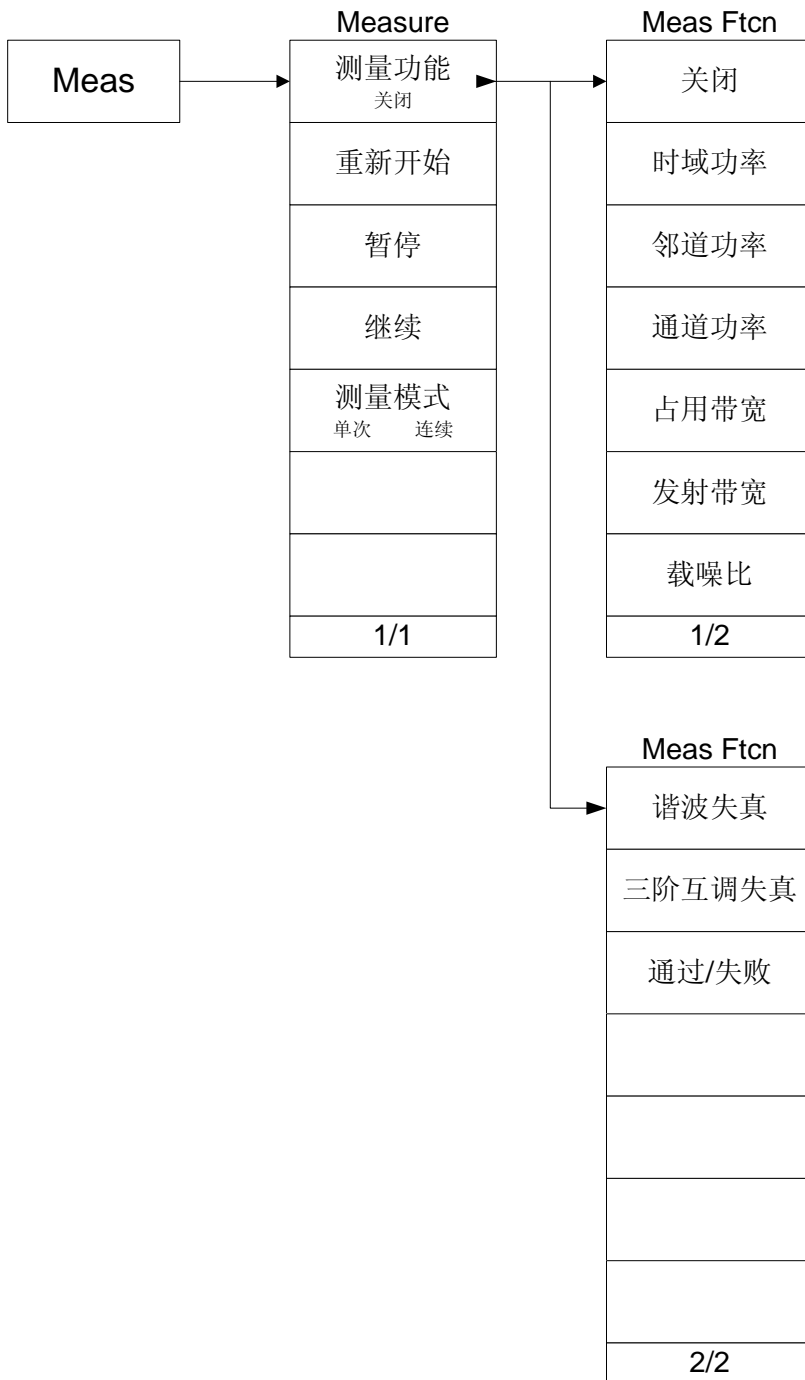 Meas
Measure
测量功能
关闭
重新开始
暂停
继续
测量模式
单次 连续
1/1
Meas Ftcn
关闭
时域功率
邻道功率
通道功率
占用带宽
发射带宽
载噪比
1/2
Meas Ftcn
谐波失真
三阶互调失真
通过/失败
2/2